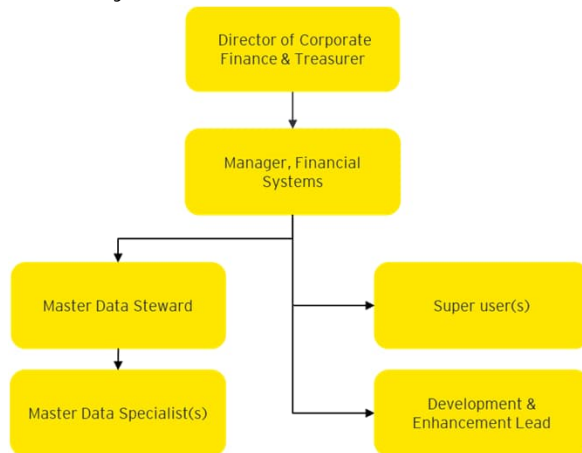 Director of Corporate
Finance & Treasurer
Manager, Financial
Systems
Master Data Steward
Super user(s)
Master Data Specialist(s)
Development &
Enhancement Lead